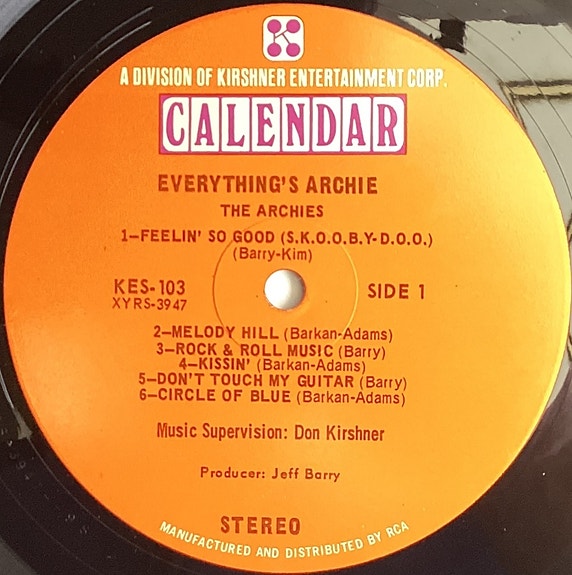 A DIVISION OF KIRSHNER ENTERTAINMENT CORP.
CALENDAR
EVERYTHING'S ARCHIE
THE ARCHIES
1—FEELIN' SO GOOD (S.K.O.O.B.Y-D.O.O.)
(Barry-Kim)
KES-103
XYRS-3947
SIDE 1
2—MELODY HILL (Barkan-Adams)
3—ROCK & ROLL MUSIC (Barry)
4—KISSIN' (Barkan-Adams)
5—DON'T TOUCH MY GUITAR (Barry)
6—CIRCLE OF BLUE (Barkan-Adams)
Music Supervision: Don Kirshner
Producer: Jeff Barry
STEREO
MANUFACTURED AND DISTRIBUTED BY RCA